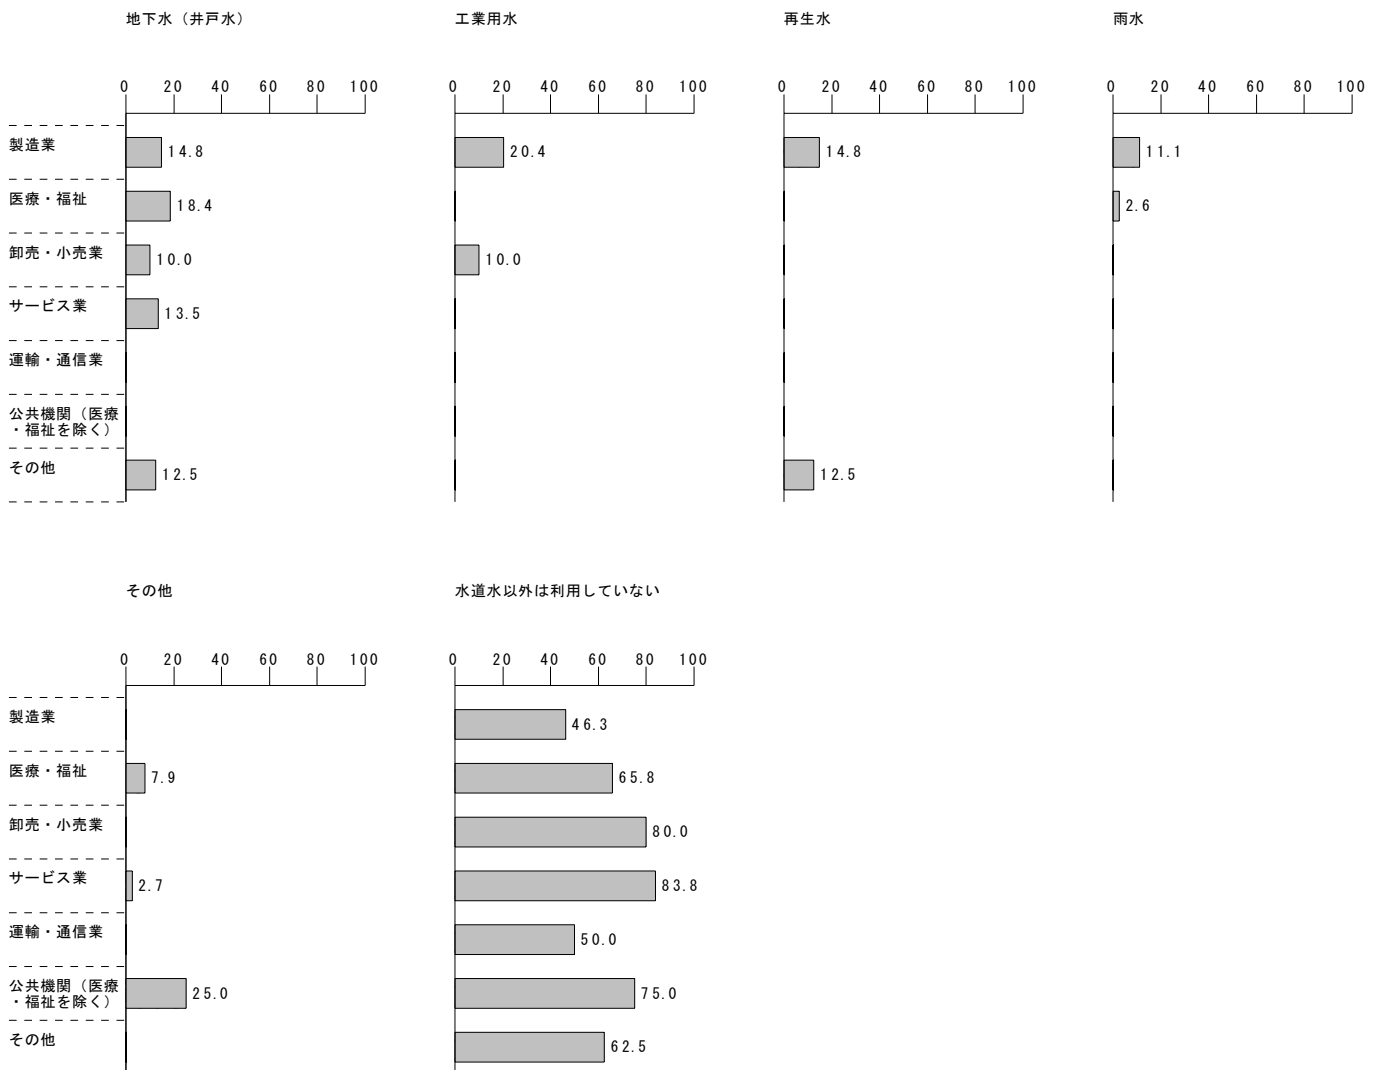 地下水（井戸水）
工業用水
再生水
雨水
0 20 40 60 80 100
0 20 40 60 80 100
0 20 40 60 80 100
0 20 40 60 80 100
製造業
14.8
20.4
14.8
11.1
医療・福祉
18.4
2.6
卸売・小売業
10.0
10.0
サービス業
13.5
運輸・通信業
公共機関（医療
・福祉を除く）
その他
12.5
12.5
その他
水道水以外は利用していない
0 20 40 60 80 100
0 20 40 60 80 100
製造業
46.3
医療・福祉
7.9
65.8
卸売・小売業
80.0
サービス業
2.7
83.8
運輸・通信業
50.0
公共機関（医療
・福祉を除く）
25.0
75.0
その他
62.5